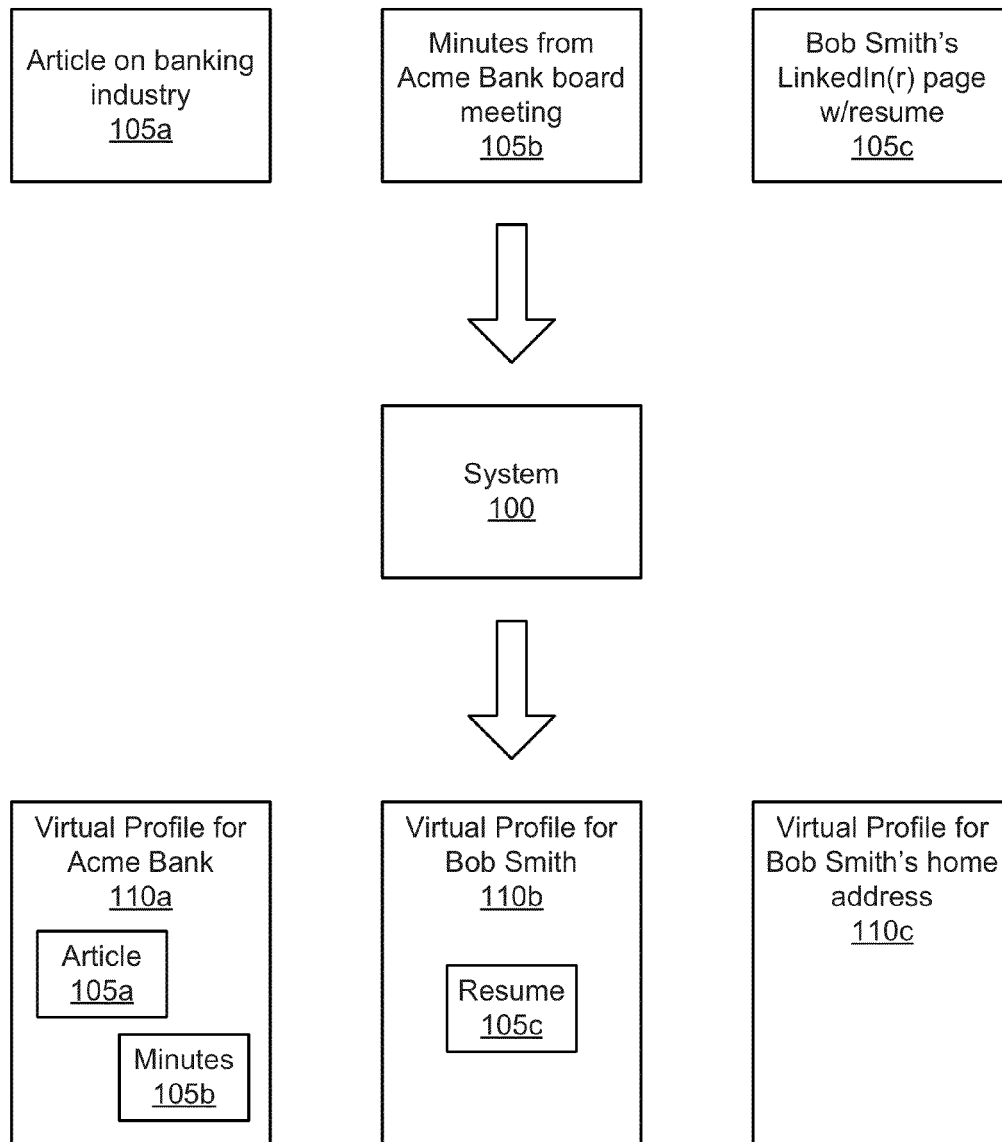 Article on banking
industry
105a
Minutes from
Acme Bank board
meeting
105b
Bob Smith's
LinkedIn(r) page
w/resume
105c
System
100
Virtual Profile for
Acme Bank
110a
Article
105a
Minutes
105b
Virtual Profile for
Bob Smith
110b
Resume
105c
Virtual Profile for
Bob Smith's home
address
110c